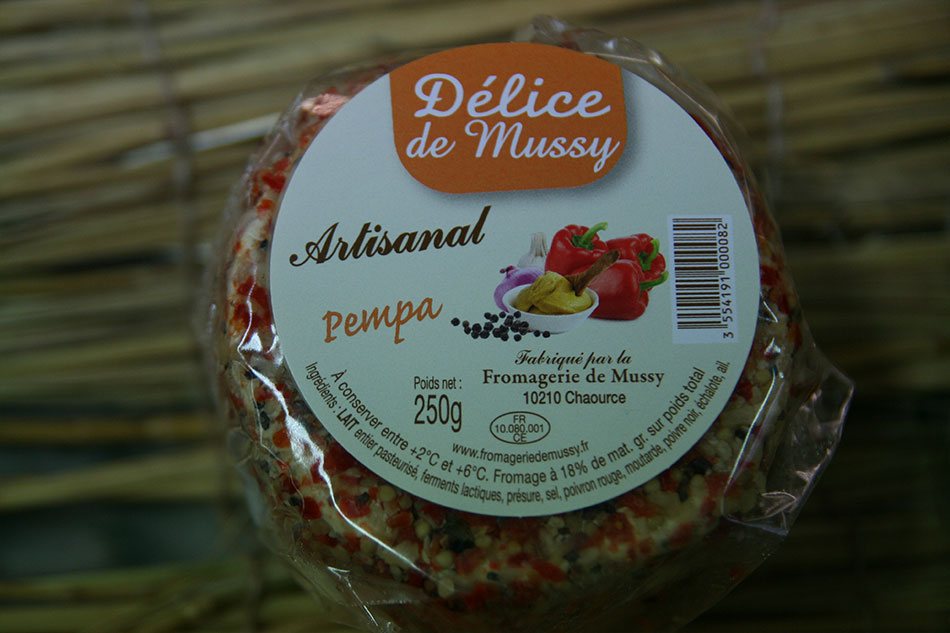 Délice
de Mussy
Artisanal
Pempa
3 554191 000082
Fabriqué par la
Fromagerie de Mussy
10210 Chaource
Poids net :
250g
FR
10.080.001
CE
www.fromageriedemussy.fr
A conserver entre +2°C et +6°C. Fromage à 18% de mat. gr. sur poids total
Ingrédients : LAIT entier pasteurisé, ferments lactiques, présure, sel, poivron rouge, moutarde, poivre noir, échalote, ail.